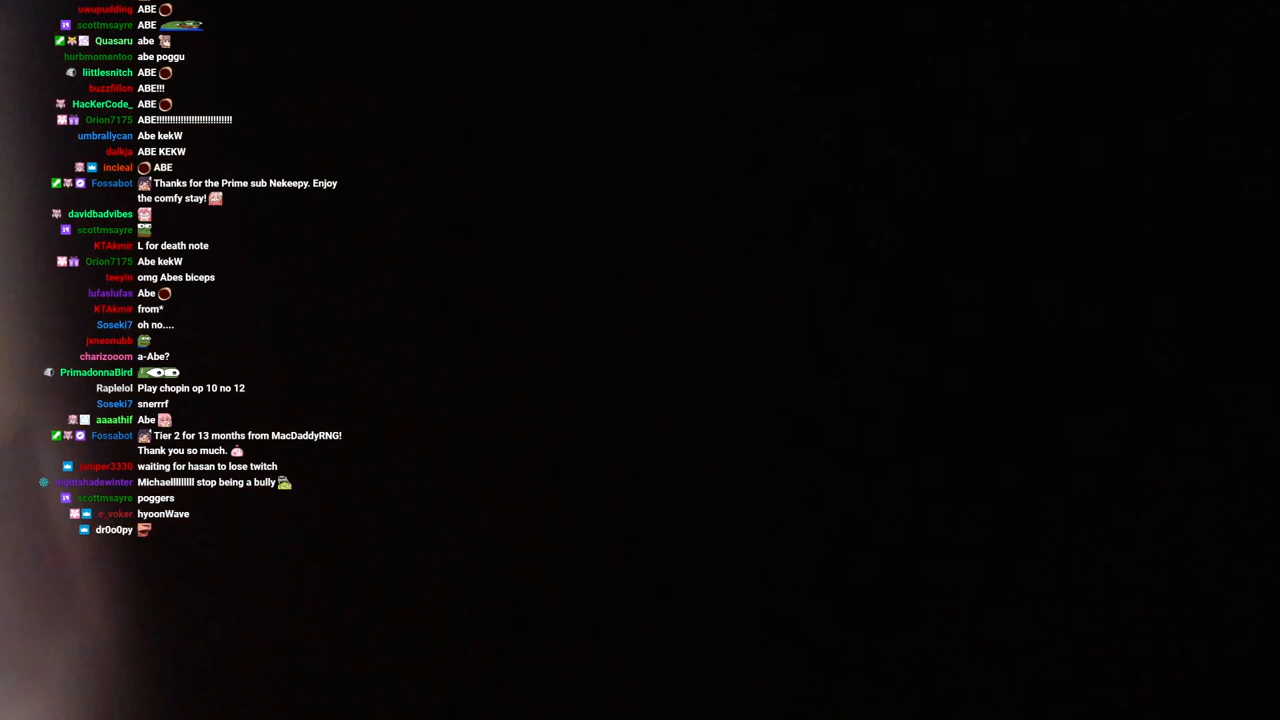 uwupudding ABE
scottmsayre ABE
Quasaru abe
hurbmomentoo abe poggu
liittlesnitch ABE
buzzfillon ABE!!!
HacKerCode_ ABE
Orion7175 ABE!!!!!!!!!!!!!!!!!!!!!!!!!!!!
umbrallycan Abe kekW
dalkja ABE KEKW
incieal ABE
Fossabot Thanks for the Prime sub Nekeepy. Enjoy
the comfy stay!
davidbadvibes
scottmsayre
KTAkmir L for death note
Orion7175 Abe kekW
teeyin omg Abes biceps
lufaslufas Abe
KTAkmir from*
Soseki7 oh no....
jxneonubb
charizooom a-Abe?
PrimadonnaBird
Raplelol Play chopin op 10 no 12
Soseki7 snerrrf
aaaathif Abe
Fossabot Tier 2 for 13 months from MacDaddyRNG!
Thank you so much.
juniper3330 waiting for hasan to lose twitch
nightshadewinter Michaelllllllll stop being a bully
scottmsayre poggers
e_voker hyoonWave
dr0o0py